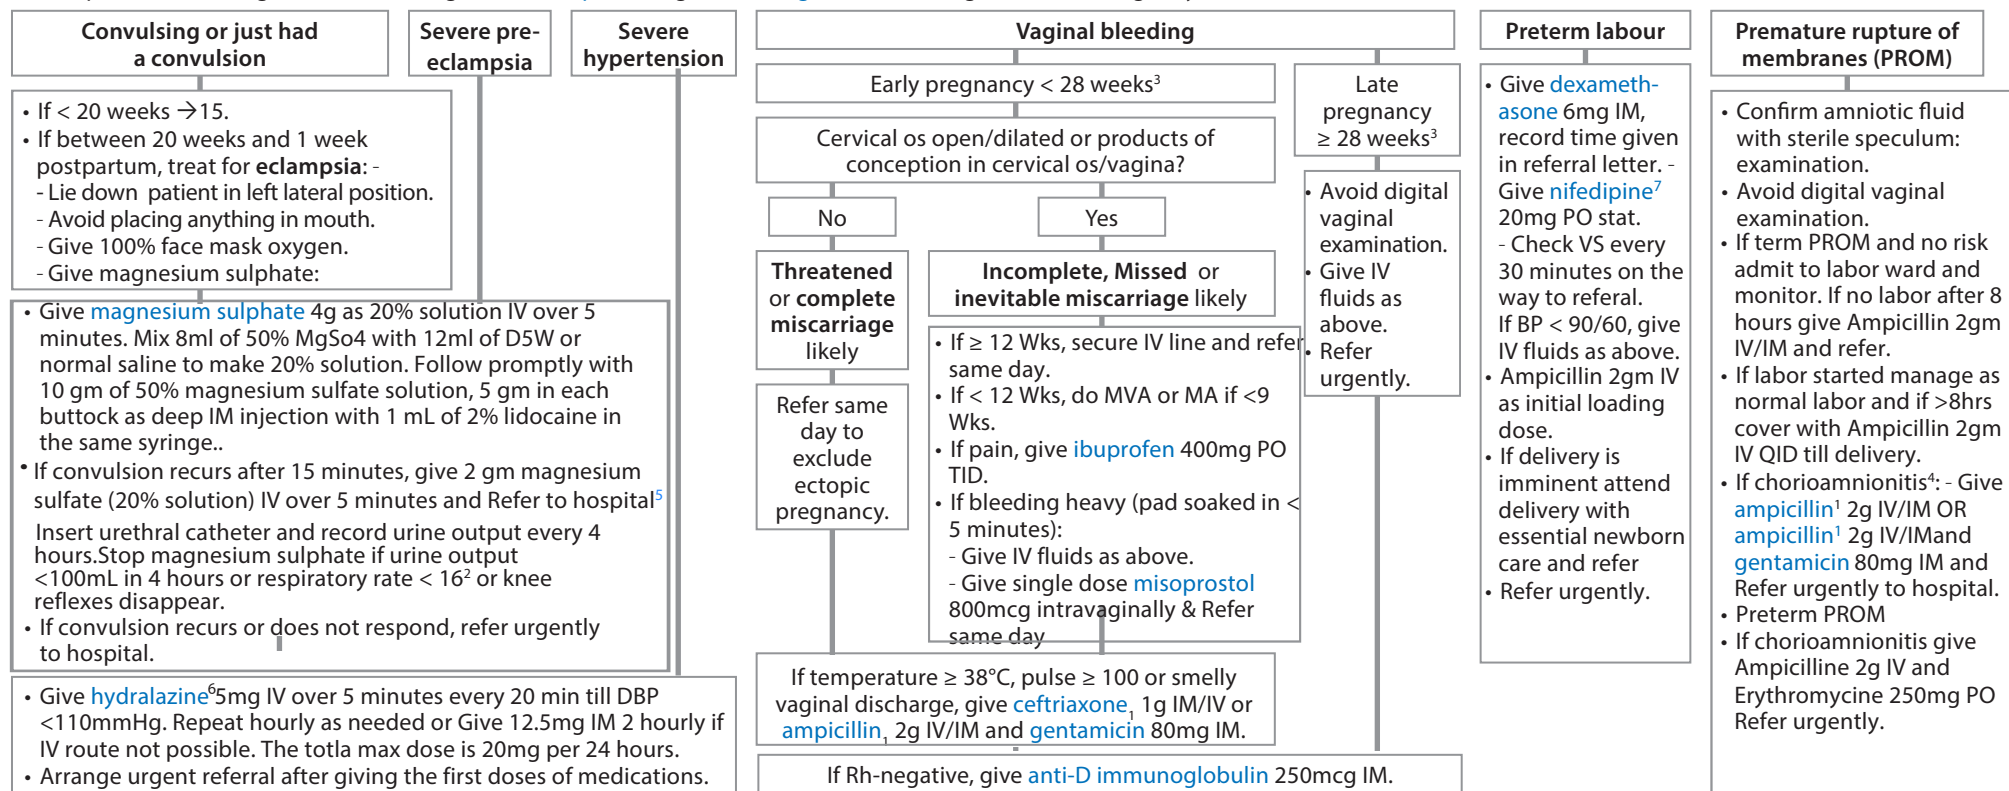 Convulsing or just had
a convulsion
Severe pre-
eclampsia
Severe
hypertension
• If < 20 weeks →15.
• If between 20 weeks and 1 week
postpartum, treat for eclampsia: -
- Lie down  patient in left lateral position.
- Avoid placing anything in mouth.
- Give 100% face mask oxygen.
- Give magnesium sulphate:
• Give magnesium sulphate 4g as 20% solution IV over 5
minutes. Mix 8ml of 50% MgSo4 with 12ml of D5W or
normal saline to make 20% solution. Follow promptly with
10 gm of 50% magnesium sulfate solution, 5 gm in each
buttock as deep IM injection with 1 mL of 2% lidocaine in
the same syringe..
• If convulsion recurs after 15 minutes, give 2 gm magnesium
sulfate (20% solution) IV over 5 minutes and Refer to hospital⁵
Insert urethral catheter and record urine output every 4
hours.Stop magnesium sulphate if urine output
<100mL in 4 hours or respiratory rate < 16² or knee
reflexes disappear.
• If convulsion recurs or does not respond, refer urgently
to hospital.
• Give hydralazine⁶5mg IV over 5 minutes every 20 min till DBP
<110mmHg. Repeat hourly as needed or Give 12.5mg IM 2 hourly if
IV route not possible. The totla max dose is 20mg per 24 hours.
• Arrange urgent referral after giving the first doses of medications.
Vaginal bleeding
Early pregnancy < 28 weeks³
Cervical os open/dilated or products of
conception in cervical os/vagina?
No
Threatened
or complete
miscarriage
likely
Refer same
day to
exclude
ectopic
pregnancy.
Yes
Incomplete, Missed  or
inevitable miscarriage likely
• If ≥ 12 Wks, secure IV line and refer
same day.
• If < 12 Wks, do MVA or MA if <9
Wks.
• If pain, give ibuprofen 400mg PO
TID.
• If bleeding heavy (pad soaked in <
5 minutes):
- Give IV fluids as above.
- Give single dose misoprostol
800mcg intravaginally & Refer
same day
Late
pregnancy
≥ 28 weeks³
• Avoid digital
vaginal
examination.
• Give IV
fluids as
above.
• Refer
urgently.
If temperature ≥ 38°C, pulse ≥ 100 or smelly
vaginal discharge, give ceftriaxone₁ 1g IM/IV or
ampicillin₁ 2g IV/IM and gentamicin 80mg IM.
If Rh-negative, give anti-D immunoglobulin 250mcg IM.
Preterm labour
• Give dexameth-
asone 6mg IM,
record time given
in referral letter. -
Give nifedipine⁷
20mg PO stat.
- Check VS every
30 minutes on the
way to referal.
If BP < 90/60, give
IV fluids as above.
• Ampicillin 2gm IV
as initial loading
dose.
• If delivery is
imminent attend
delivery with
essential newborn
care and refer
• Refer urgently.
Premature rupture of
membranes (PROM)
• Confirm amniotic fluid
with sterile speculum:
examination.
• Avoid digital vaginal
examination.
• If term PROM and no risk
admit to labor ward and
monitor. If no labor after 8
hours give Ampicillin 2gm
IV/IM and refer.
• If labor started manage as
normal labor and if >8hrs
cover with Ampicillin 2gm
IV QID till delivery.
• If chorioamnionitis⁴: - Give
ampicillin¹ 2g IV/IM OR
ampicillin¹ 2g IV/IMand
gentamicin 80mg IM and
Refer urgently to hospital.
• Preterm PROM
• If chorioamnionitis give
Ampicilline 2g IV and
Erythromycine 250mg PO
Refer urgently.